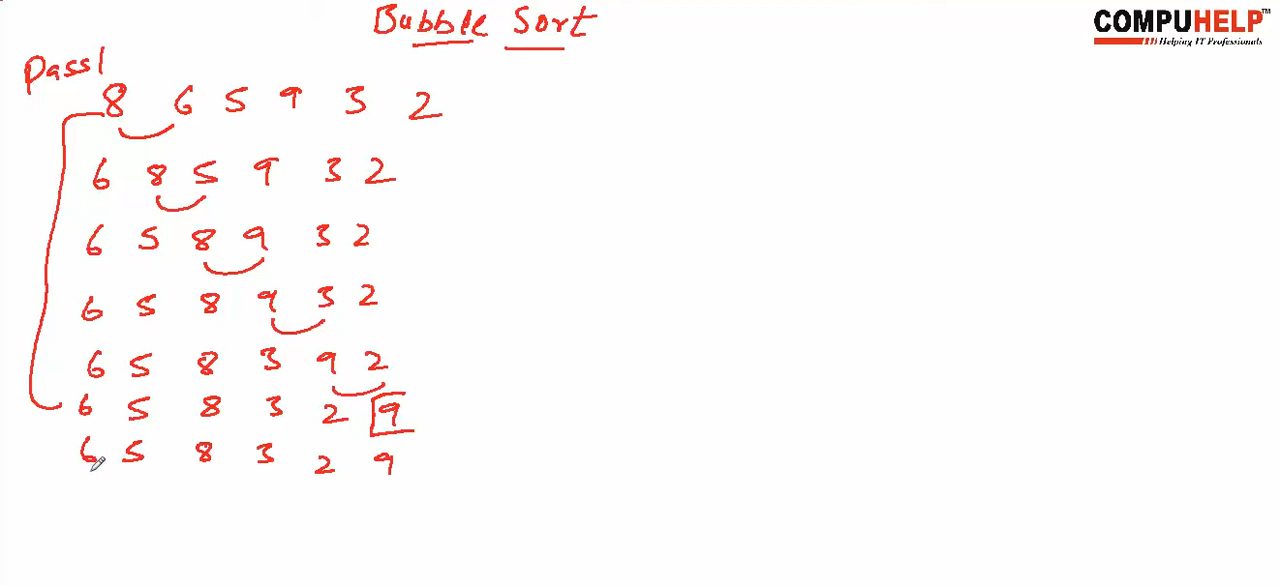 Bubble Sort
COMPUHELP™
Helping IT Professionals
Pass1
8 6 5 9 3 2
6 8 5 9 3 2
6 5 8 9 3 2
6 5 8 9 3 2
6 5 8 3 9 2
6 5 8 3 2 9
6 5 8 3 2 9